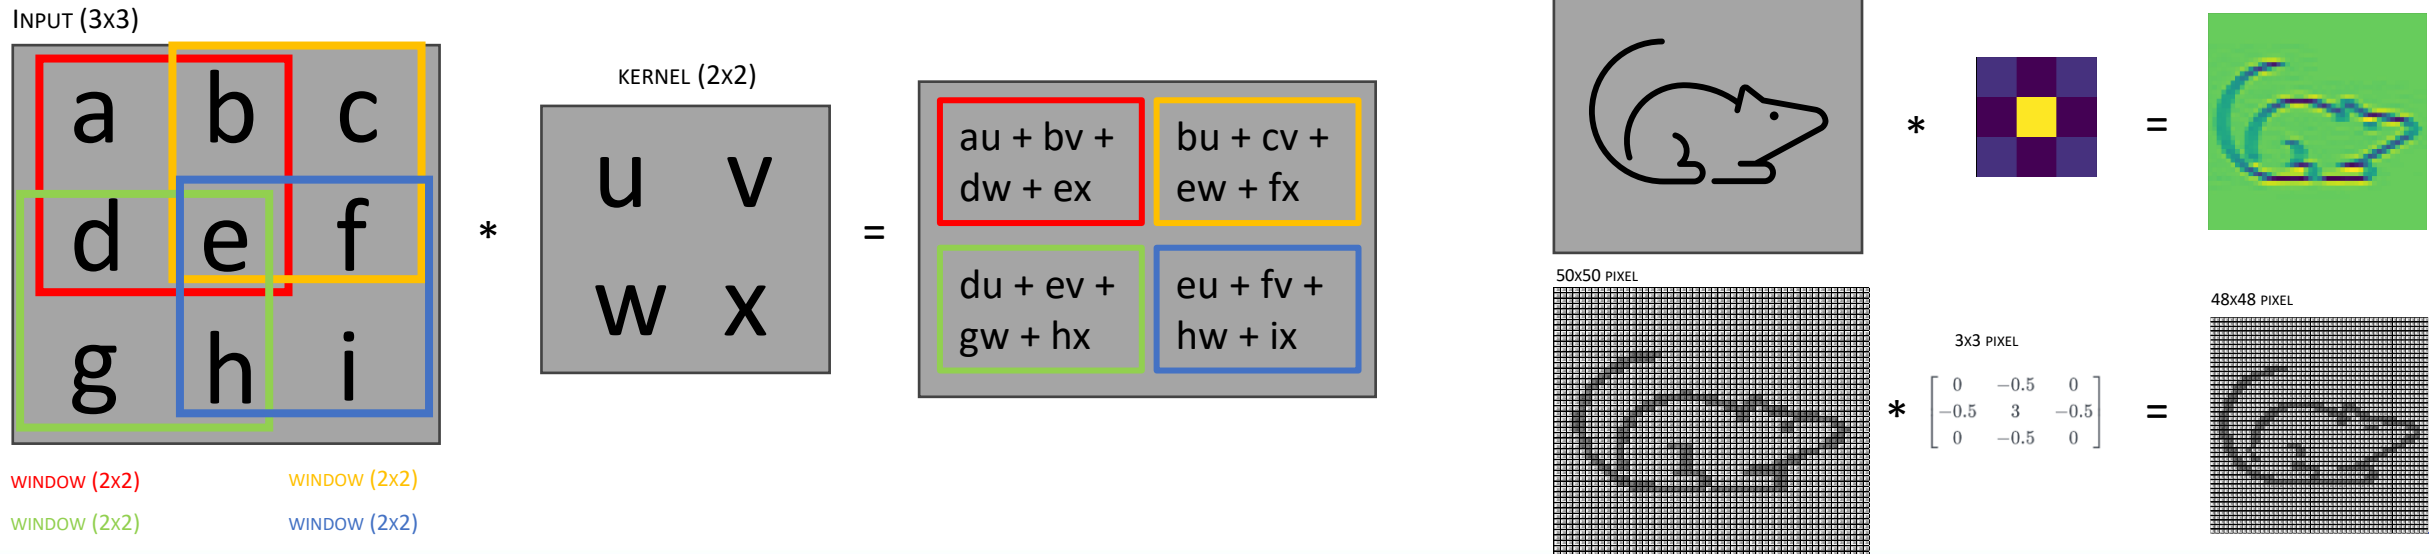 INPUT (3X3)
a b c
d e f
g h i
WINDOW (2X2) WINDOW (2X2)
WINDOW (2X2) WINDOW (2X2)
*
KERNEL (2X2)
u v
w x
=
au + bv +
dw + ex
bu + cv +
ew + fx
du + ev +
gw + hx
eu + fv +
hw + ix
* =
50X50 PIXEL
*
3X3 PIXEL
0 −0.5 0
−0.5 3 −0.5
0 −0.5 0
=
48X48 PIXEL